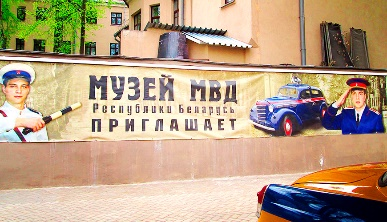 МУЗЕЙ МВД
Республики Беларусь
ПРИГЛАШАЕТ